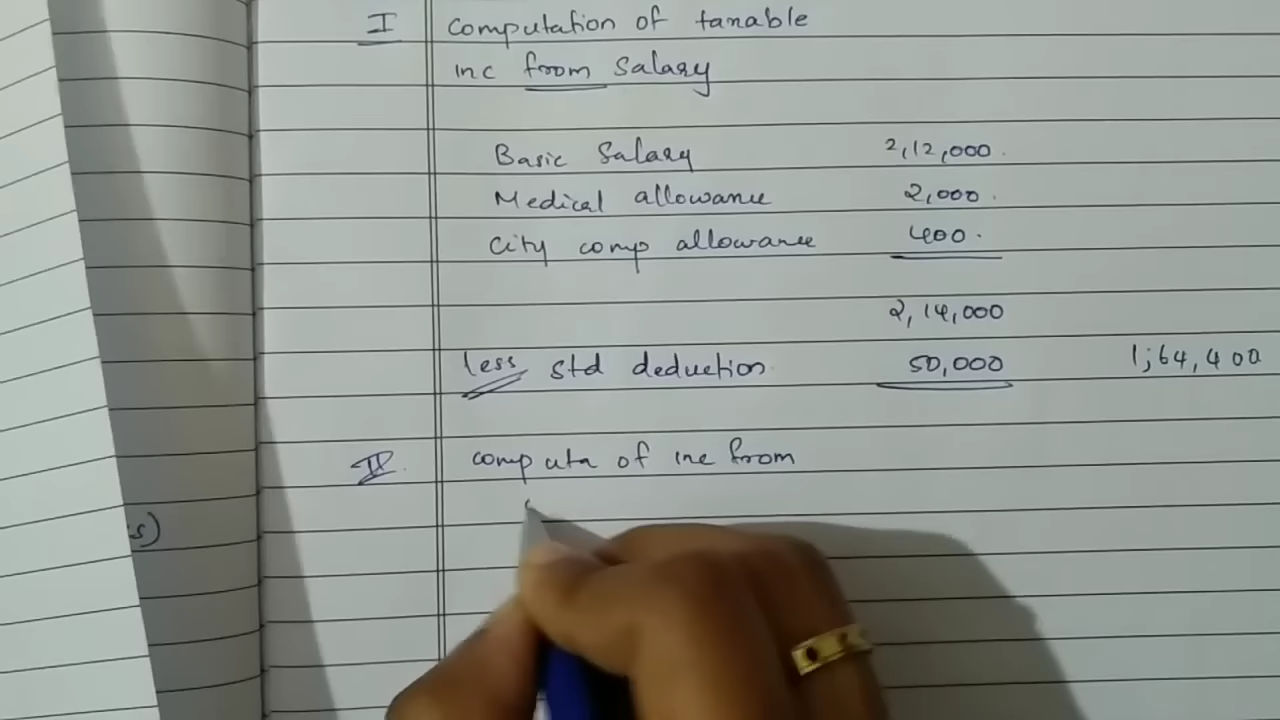 I computation of tanable
inc from salary
Basic Salary 2,12,000.
Medical allowance 2,000.
City comp allowance 400.
2,14,000
less std deduction 50,000 1,64,400
II. computa of inc from
s)